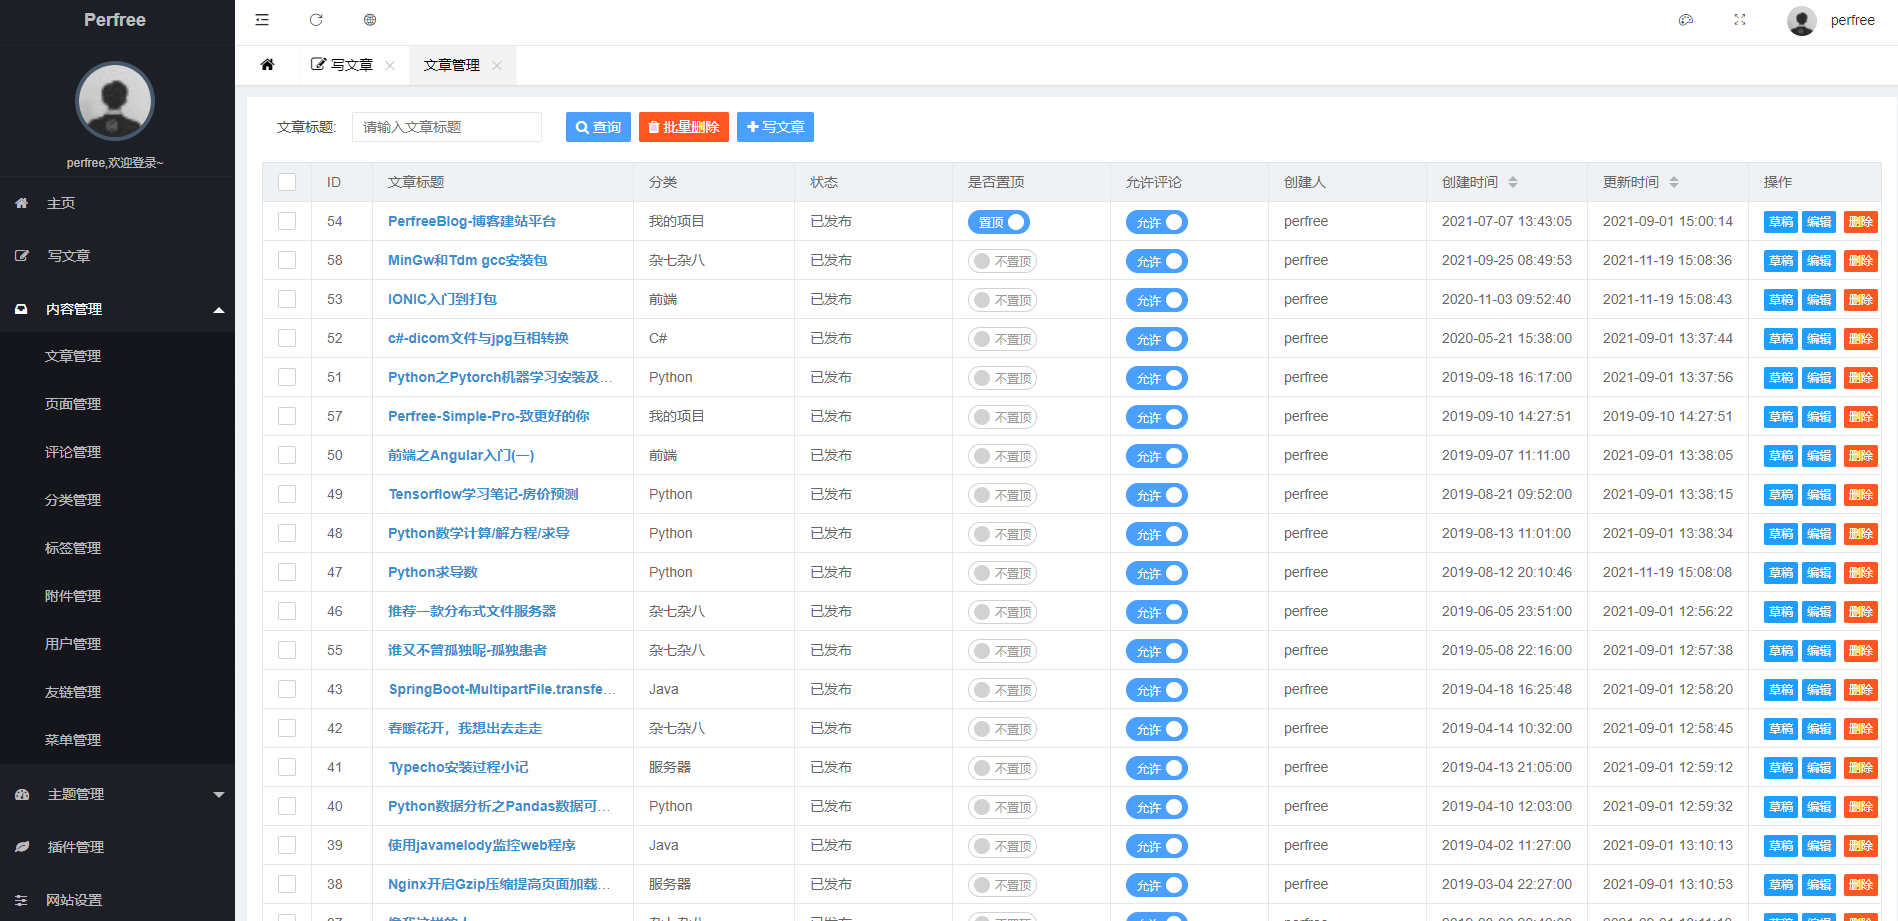 Perfree
perfree,欢迎登录~
主页
写文章
内容管理
文章管理
页面管理
评论管理
分类管理
标签管理
附件管理
用户管理
友链管理
菜单管理
主题管理
插件管理
网站设置
perfree
写文章 文章管理
文章标题: 请输入文章标题 查询 批量删除 写文章
ID 文章标题 分类 状态 是否置顶 允许评论 创建人 创建时间 更新时间 操作
54 PerfreeBlog-博客建站平台 我的项目 已发布 置顶 允许 perfree 2021-07-07 13:43:05 2021-09-01 15:00:14 草稿 编辑 删除
58 MinGw和Tdm gcc安装包 杂七杂八 已发布 不置顶 允许 perfree 2021-09-25 08:49:53 2021-11-19 15:08:36 草稿 编辑 删除
53 IONIC入门到打包 前端 已发布 不置顶 允许 perfree 2020-11-03 09:52:40 2021-11-19 15:08:43 草稿 编辑 删除
52 c#-dicom文件与jpg互相转换 C# 已发布 不置顶 允许 perfree 2020-05-21 15:38:00 2021-09-01 13:37:44 草稿 编辑 删除
51 Python之Pytorch机器学习安装及... Python 已发布 不置顶 允许 perfree 2019-09-18 16:17:00 2021-09-01 13:37:56 草稿 编辑 删除
57 Perfree-Simple-Pro-致更好的你 我的项目 已发布 不置顶 允许 perfree 2019-09-10 14:27:51 2019-09-10 14:27:51 草稿 编辑 删除
50 前端之Angular入门(一) 前端 已发布 不置顶 允许 perfree 2019-09-07 11:11:00 2021-09-01 13:38:05 草稿 编辑 删除
49 Tensorflow学习笔记-房价预测 Python 已发布 不置顶 允许 perfree 2019-08-21 09:52:00 2021-09-01 13:38:15 草稿 编辑 删除
48 Python数学计算/解方程/求导 Python 已发布 不置顶 允许 perfree 2019-08-13 11:01:00 2021-09-01 13:38:34 草稿 编辑 删除
47 Python求导数 Python 已发布 不置顶 允许 perfree 2019-08-12 20:10:46 2021-11-19 15:08:08 草稿 编辑 删除
46 推荐一款分布式文件服务器 杂七杂八 已发布 不置顶 允许 perfree 2019-06-05 23:51:00 2021-09-01 12:56:22 草稿 编辑 删除
55 谁又不曾孤独呢-孤独患者 杂七杂八 已发布 不置顶 允许 perfree 2019-05-08 22:16:00 2021-09-01 12:57:38 草稿 编辑 删除
43 SpringBoot-MultipartFile.transfe... Java 已发布 不置顶 允许 perfree 2019-04-18 16:25:48 2021-09-01 12:58:20 草稿 编辑 删除
42 春暖花开，我想出去走走 杂七杂八 已发布 不置顶 允许 perfree 2019-04-14 10:32:00 2021-09-01 12:58:45 草稿 编辑 删除
41 Typecho安装过程小记 服务器 已发布 不置顶 允许 perfree 2019-04-13 21:05:00 2021-09-01 12:59:12 草稿 编辑 删除
40 Python数据分析之Pandas数据可... Python 已发布 不置顶 允许 perfree 2019-04-10 12:03:00 2021-09-01 12:59:32 草稿 编辑 删除
39 使用javamelody监控web程序 Java 已发布 不置顶 允许 perfree 2019-04-02 11:27:00 2021-09-01 13:10:13 草稿 编辑 删除
38 Nginx开启Gzip压缩提高页面加载... 服务器 已发布 不置顶 允许 perfree 2019-03-04 22:27:00 2021-09-01 13:10:53 草稿 编辑 删除